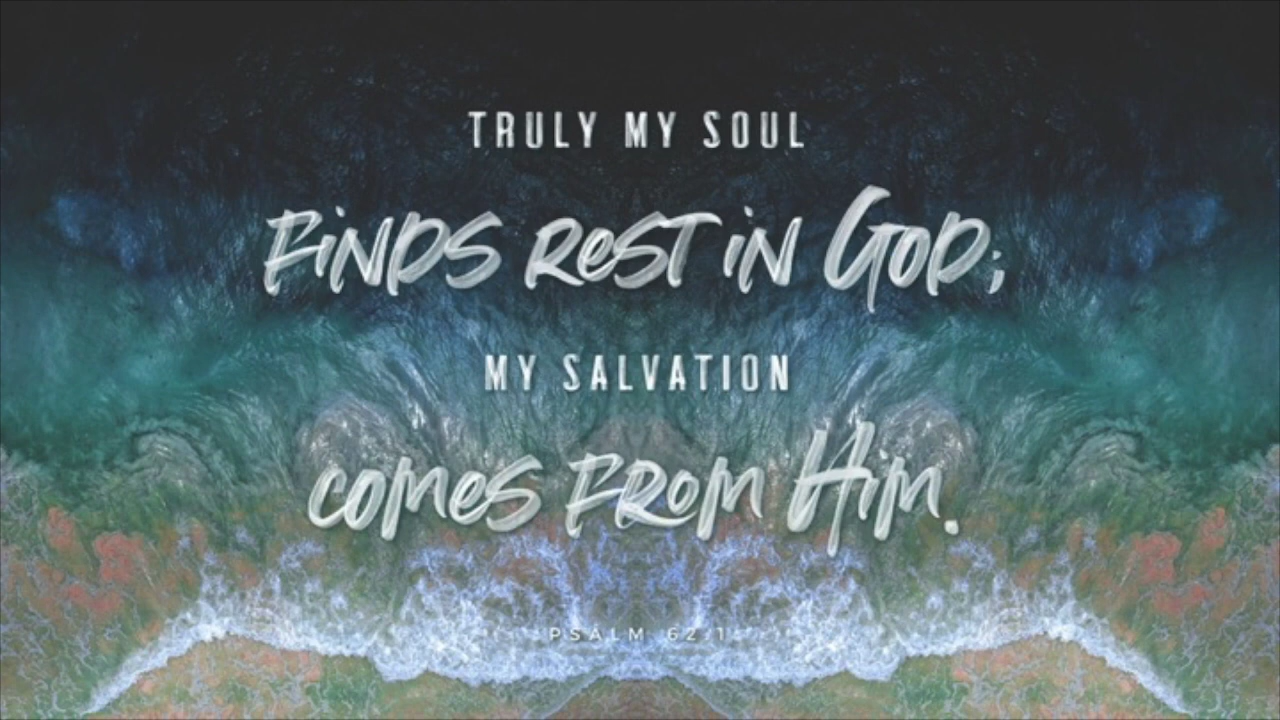 TRULY MY SOUL
FINDS REST IN GOD;
MY SALVATION
COMES FROM HIM.
PSALM 62:1